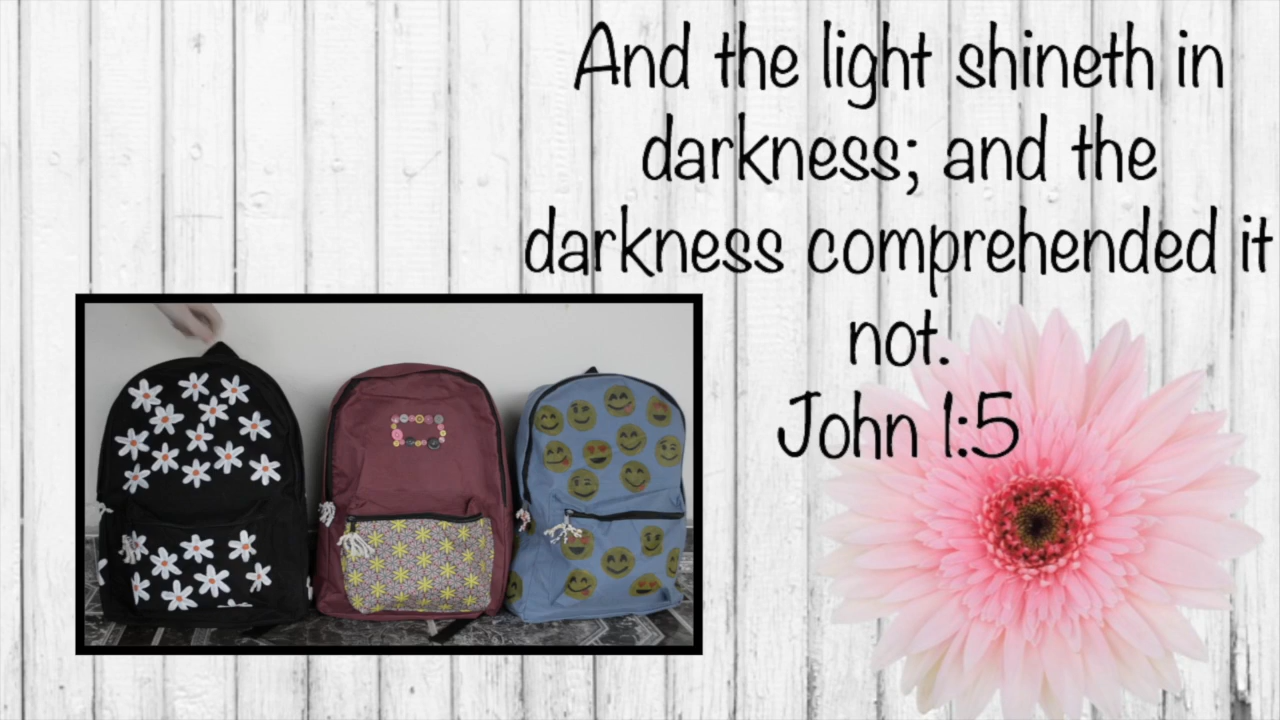 And the light shineth in
darkness; and the
darkness comprehended it
not.
John 1:5